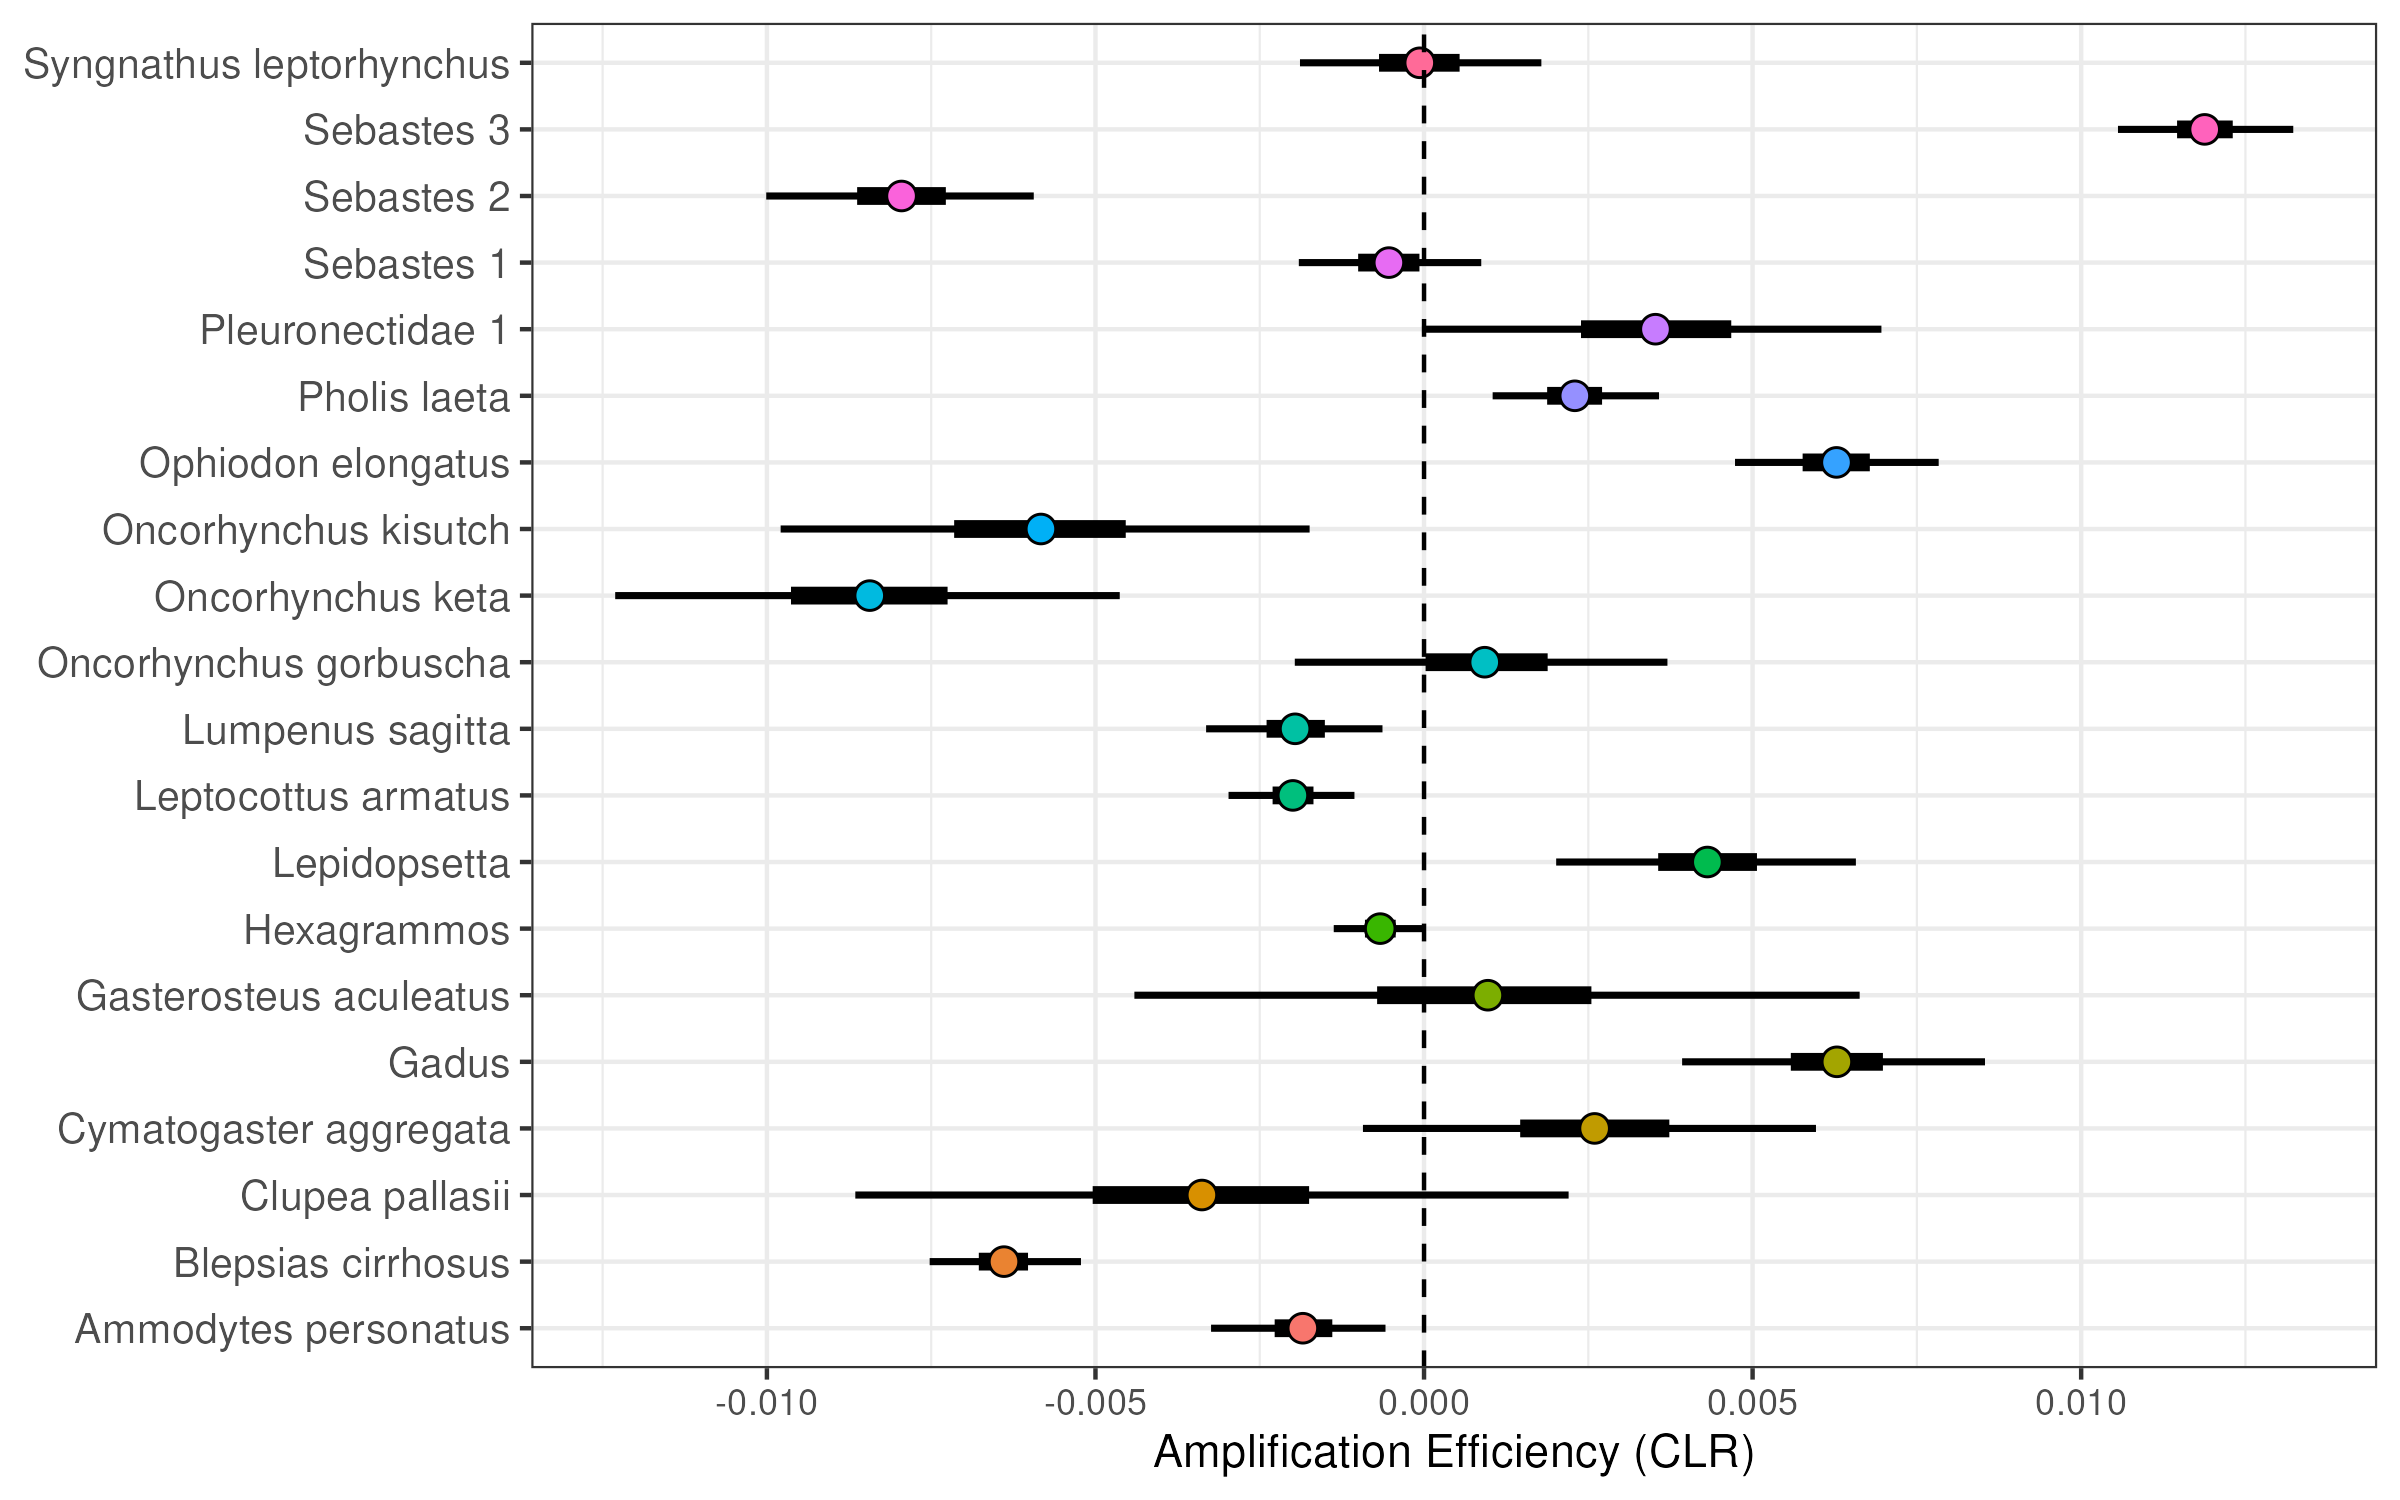 Syngnathus leptorhynchus
Sebastes 3
Sebastes 2
Sebastes 1
Pleuronectidae 1
Pholis laeta
Ophiodon elongatus
Oncorhynchus kisutch
Oncorhynchus keta
Oncorhynchus gorbuscha
Lumpenus sagitta
Leptocottus armatus
Lepidopsetta
Hexagrammos
Gasterosteus aculeatus
Gadus
Cymatogaster aggregata
Clupea pallasii
Blepsias cirrhosus
Ammodytes personatus
-0.010 -0.005 0.000 0.005 0.010
Amplification Efficiency (CLR)